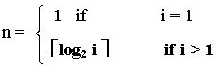 1 if i = 1
n =
⌈log₂ i⌉ if i > 1